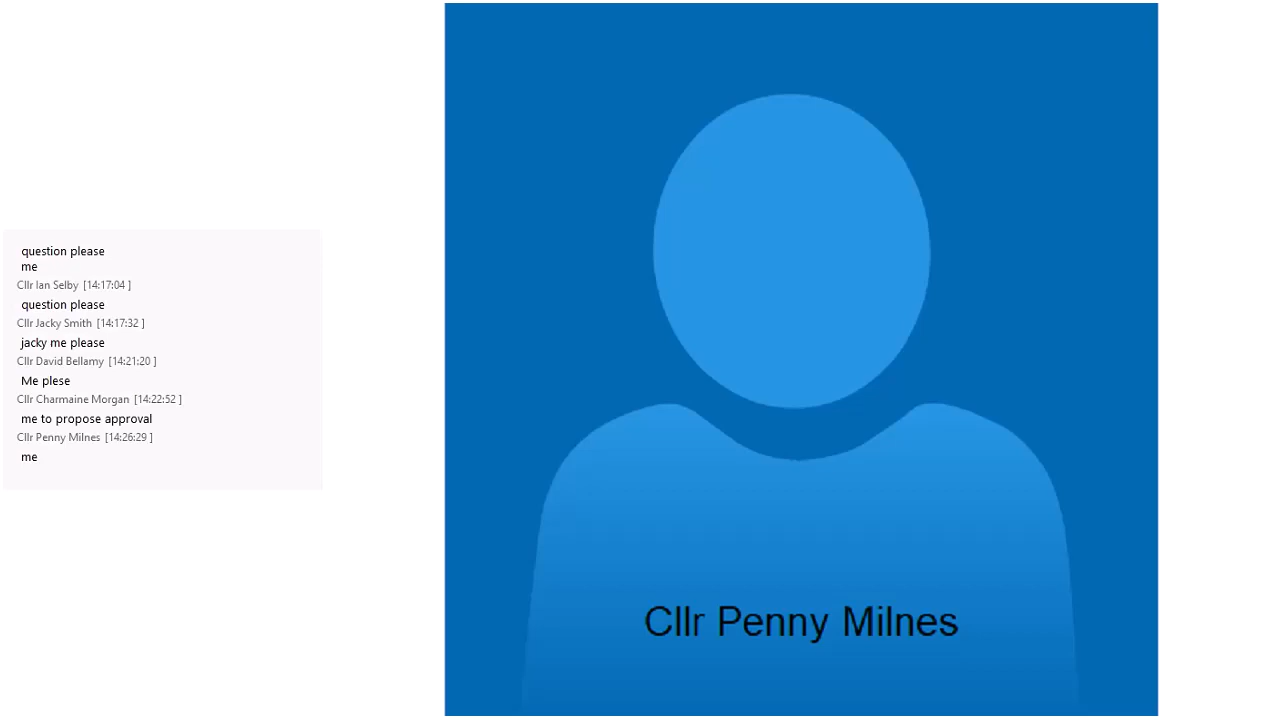 question please
me
Cllr Ian Selby [14:17:04 ]
question please
Cllr Jacky Smith [14:17:32 ]
jacky me please
Cllr David Bellamy [14:21:20 ]
Me plese
Cllr Charmaine Morgan [14:22:52 ]
me to propose approval
Cllr Penny Milnes [14:26:29 ]
me
Cllr Penny Milnes